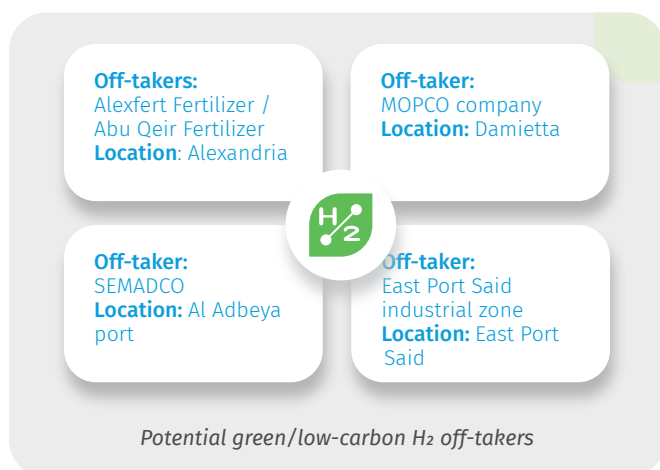 Off-takers:
Alexfert Fertilizer /
Abu Qeir Fertilizer
Location: Alexandria
Off-taker:
MOPCO company
Location: Damietta
H2
Off-taker:
SEMADCO
Location: Al Adbeya
port
Off-taker:
East Port Said
industrial zone
Location: East Port
Said
Potential green/low-carbon H₂ off-takers